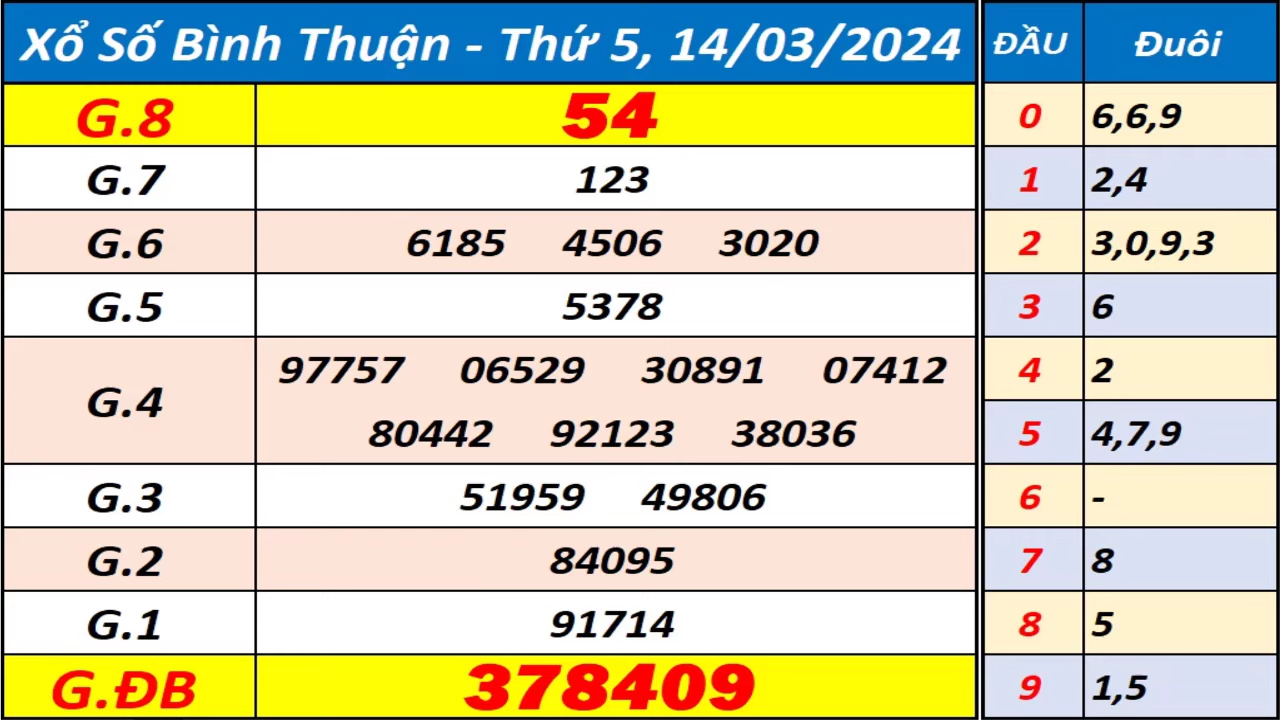 Xổ Số Bình Thuận - Thứ 5, 14/03/2024
G.8 54
G.7 123
G.6 6185 4506 3020
G.5 5378
G.4 97757 06529 30891 07412
80442 92123 38036
G.3 51959 49806
G.2 84095
G.1 91714
G.ĐB 378409
ĐẦU Đuôi
0 6,6,9
1 2,4
2 3,0,9,3
3 6
4 2
5 4,7,9
6 -
7 8
8 5
9 1,5